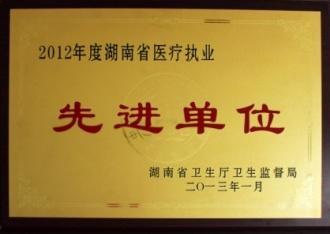 2012年度湖南省医疗执业
先进单位
湖南省卫生厅卫生监督局
二〇一三年一月